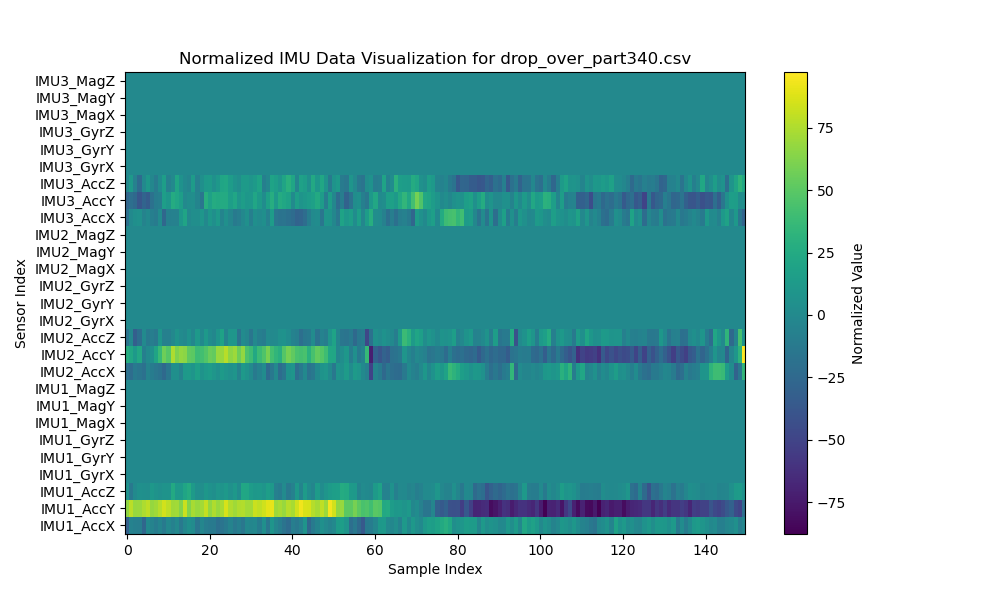 Normalized IMU Data Visualization for drop_over_part340.csv
IMU3_MagZ
IMU3_MagY
IMU3_MagX
IMU3_GyrZ
IMU3_GyrY
IMU3_GyrX
IMU3_AccZ
IMU3_AccY
IMU3_AccX
IMU2_MagZ
IMU2_MagY
IMU2_MagX
IMU2_GyrZ
IMU2_GyrY
IMU2_GyrX
IMU2_AccZ
IMU2_AccY
IMU2_AccX
IMU1_MagZ
IMU1_MagY
IMU1_MagX
IMU1_GyrZ
IMU1_GyrY
IMU1_GyrX
IMU1_AccZ
IMU1_AccY
IMU1_AccX
Sensor Index
0 20 40 60 80 100 120 140
Sample Index
75
50
25
0
−25
−50
−75
Normalized Value